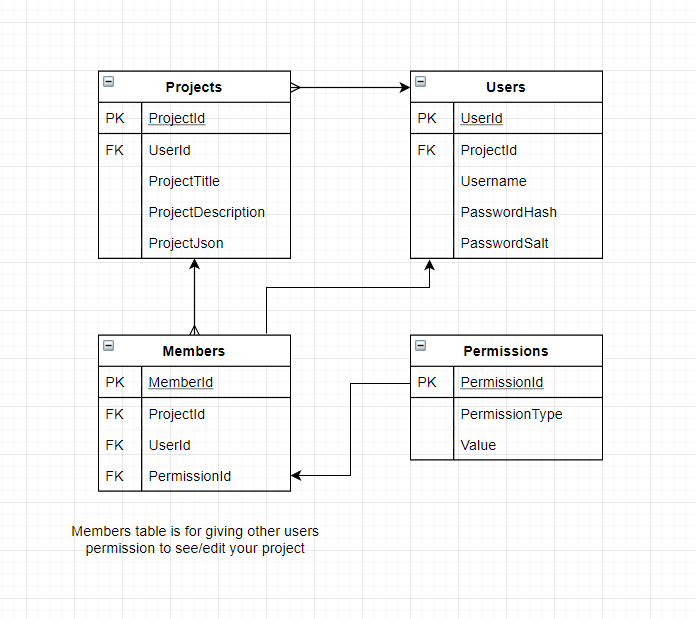 Projects
PK ProjectId
FK UserId
ProjectTitle
ProjectDescription
ProjectJson
Users
PK UserId
FK ProjectId
Username
PasswordHash
PasswordSalt
Members
PK MemberId
FK ProjectId
FK UserId
FK PermissionId
Permissions
PK PermissionId
PermissionType
Value
Members table is for giving other users
permission to see/edit your project